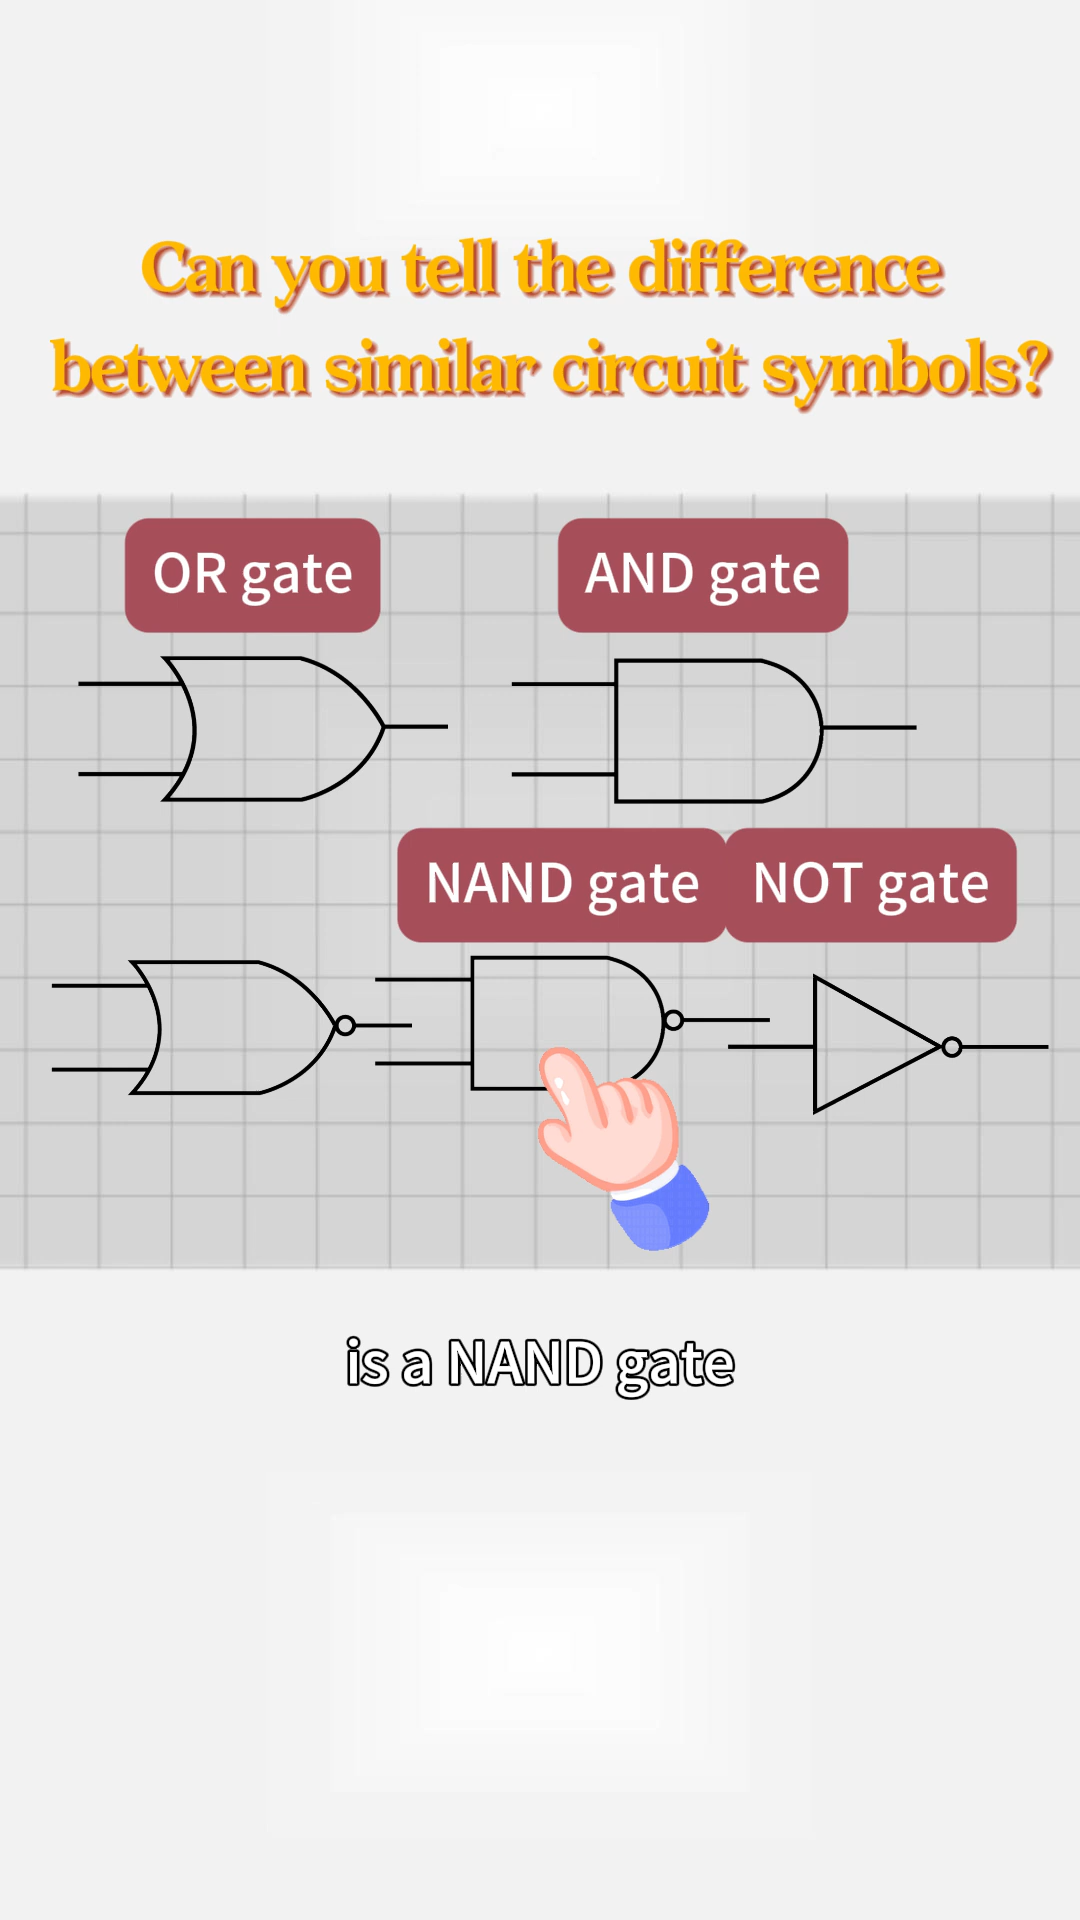 Can you tell the difference
between similar circuit symbols?
OR gate
AND gate
NAND gate
NOT gate
is a NAND gate